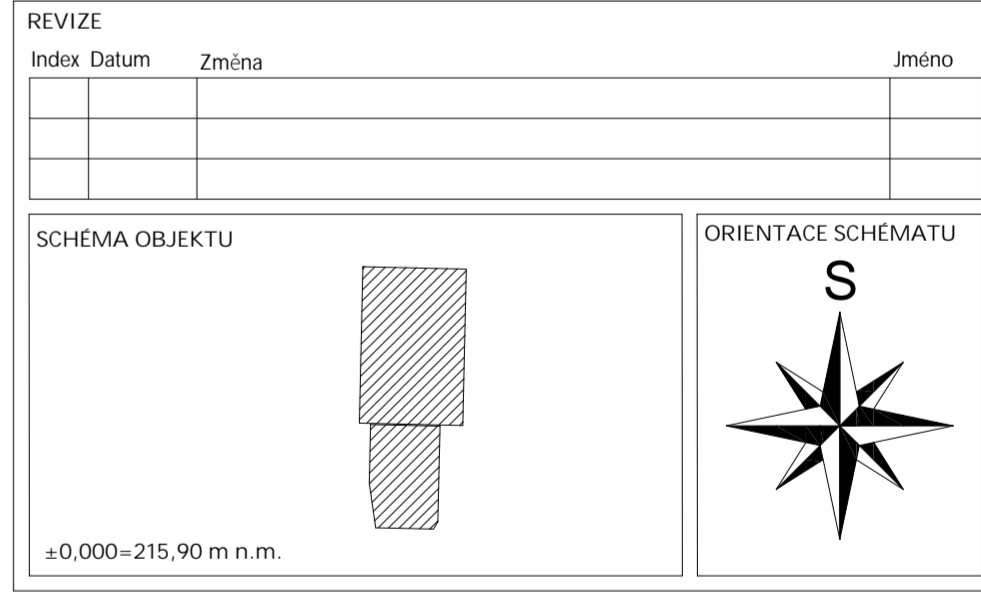 REVIZE
Index Datum Změna Jméno
SCHÉMA OBJEKTU
ORIENTACE SCHÉMATU
S
±0,000=215,90 m n.m.